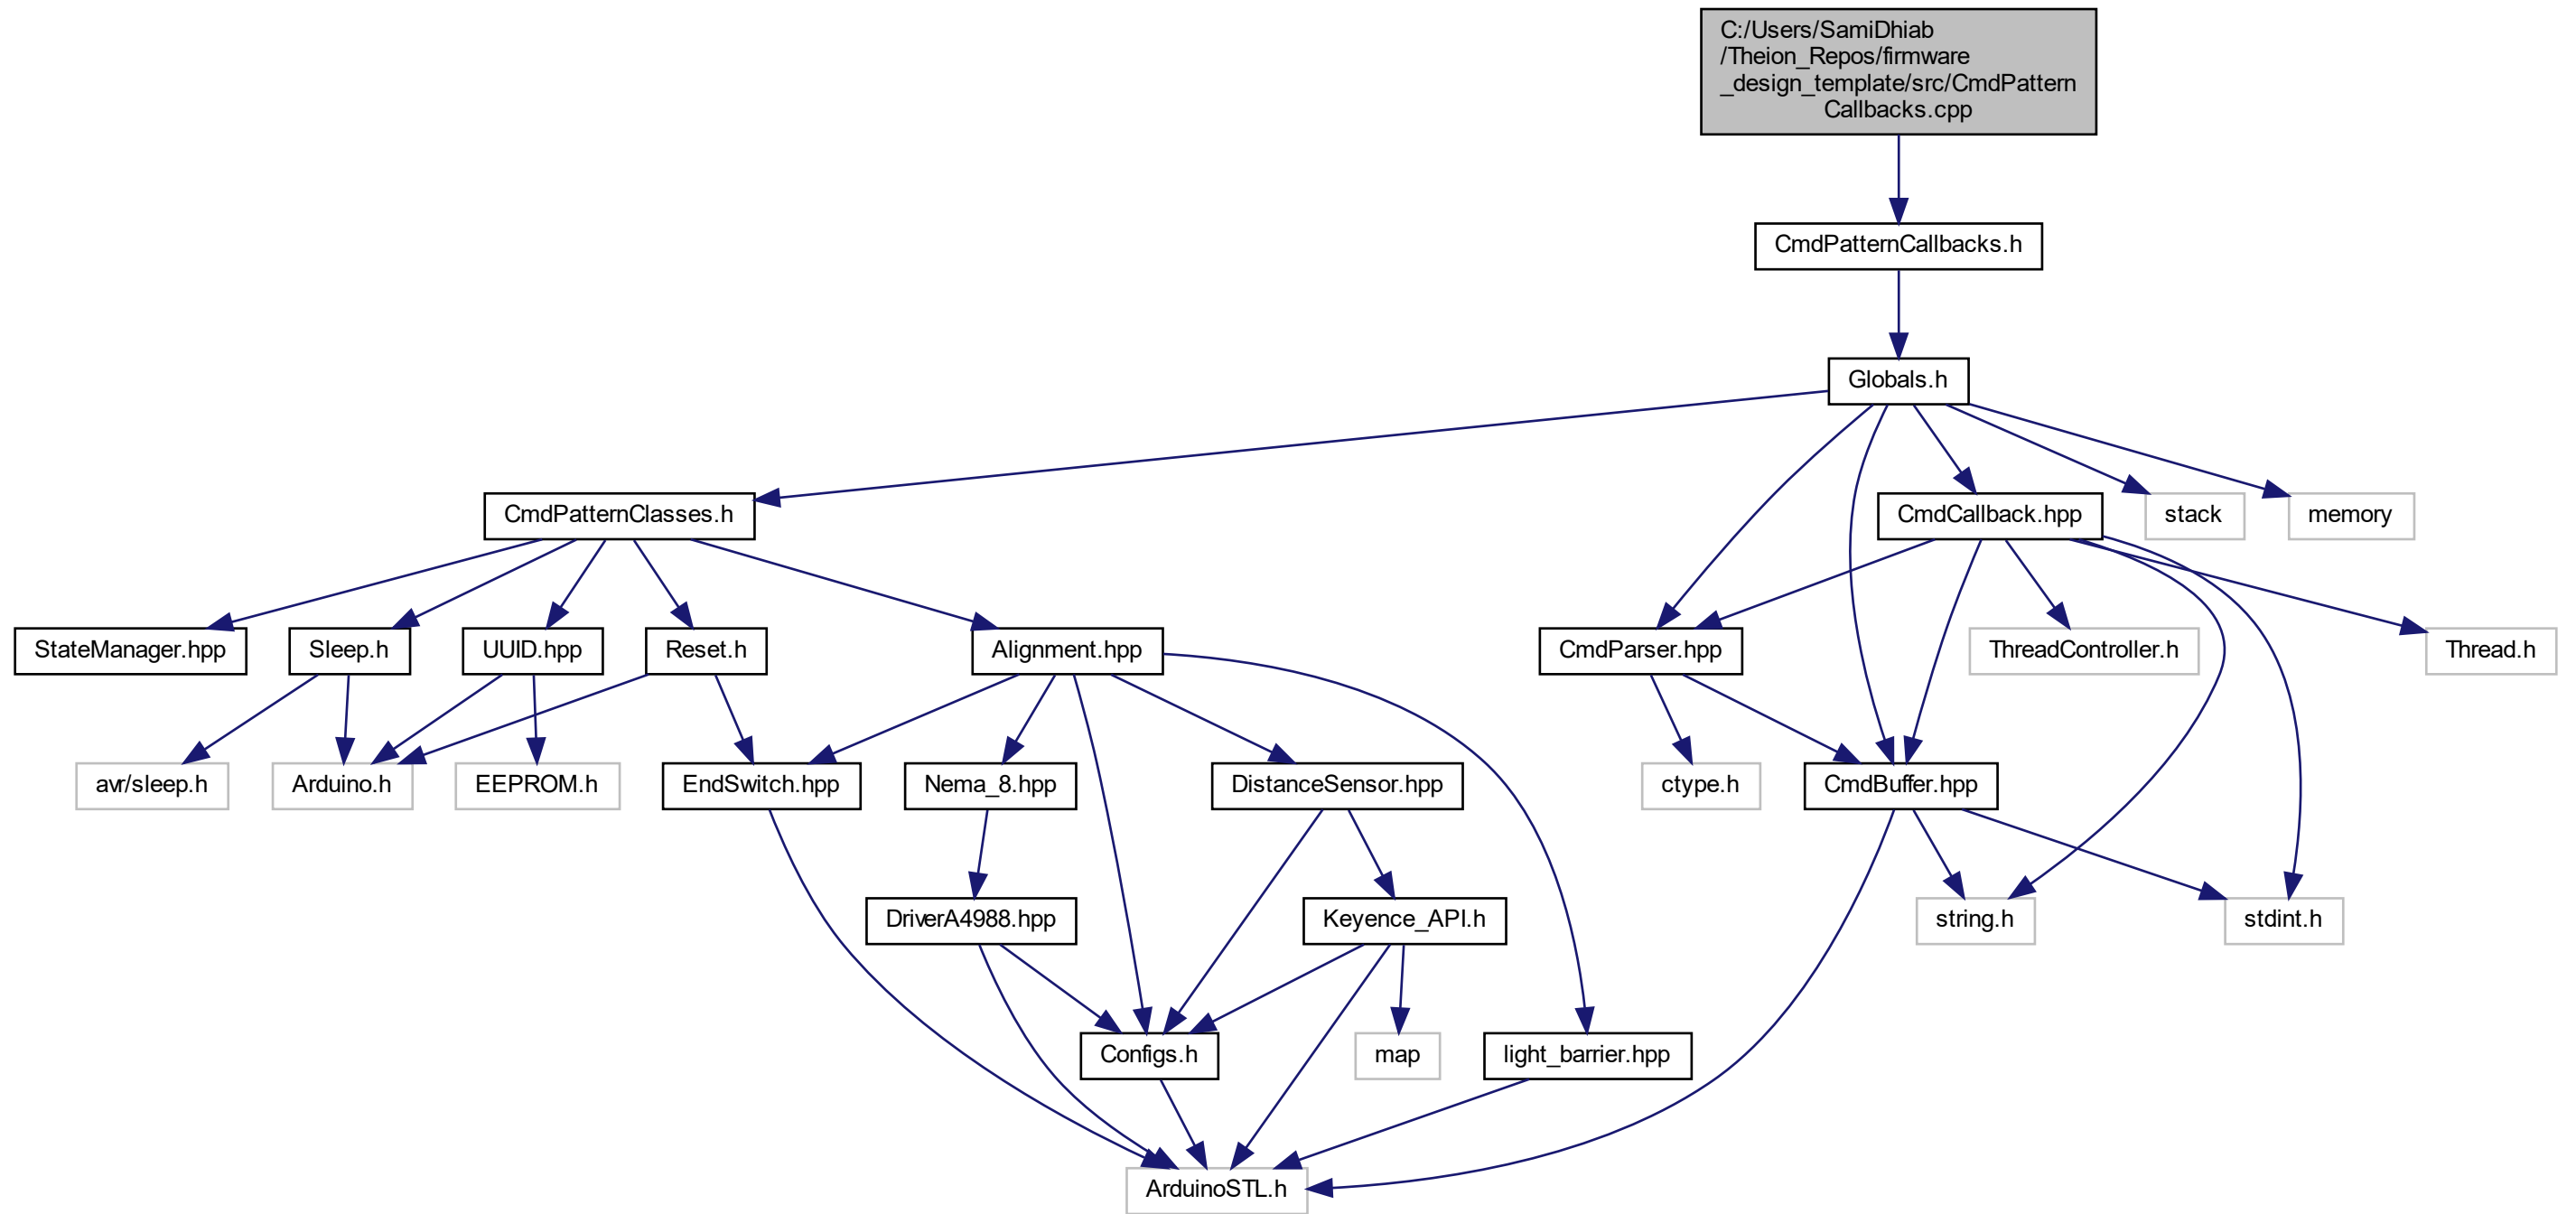 C:/Users/SamiDhiab
/Theion_Repos/firmware
_design_template/src/CmdPattern
Callbacks.cpp
CmdPatternCallbacks.h
Globals.h
CmdPatternClasses.h
CmdCallback.hpp
stack
memory
StateManager.hpp
Sleep.h
UUID.hpp
Reset.h
Alignment.hpp
CmdParser.hpp
ThreadController.h
Thread.h
avr/sleep.h
Arduino.h
EEPROM.h
EndSwitch.hpp
Nema_8.hpp
DistanceSensor.hpp
ctype.h
CmdBuffer.hpp
DriverA4988.hpp
Keyence_API.h
string.h
stdint.h
Configs.h
map
light_barrier.hpp
ArduinoSTL.h